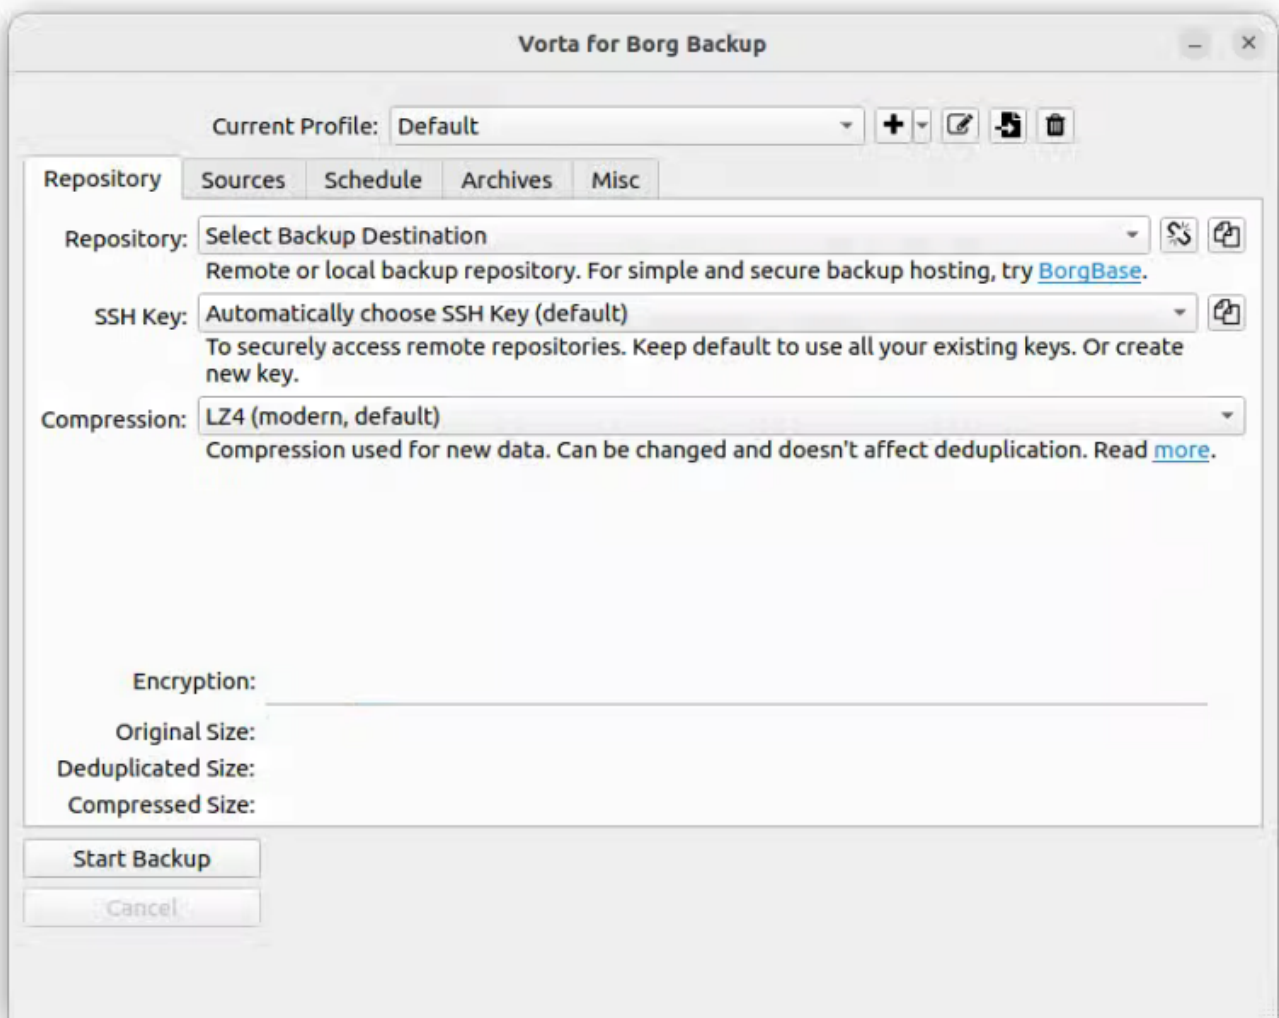 Vorta for Borg Backup
Current Profile: Default
Repository Sources Schedule Archives Misc
Repository: Select Backup Destination
Remote or local backup repository. For simple and secure backup hosting, try BorgBase.
SSH Key: Automatically choose SSH Key (default)
To securely access remote repositories. Keep default to use all your existing keys. Or create
new key.
Compression: LZ4 (modern, default)
Compression used for new data. Can be changed and doesn't affect deduplication. Read more.
Encryption:
Original Size:
Deduplicated Size:
Compressed Size:
Start Backup
Cancel